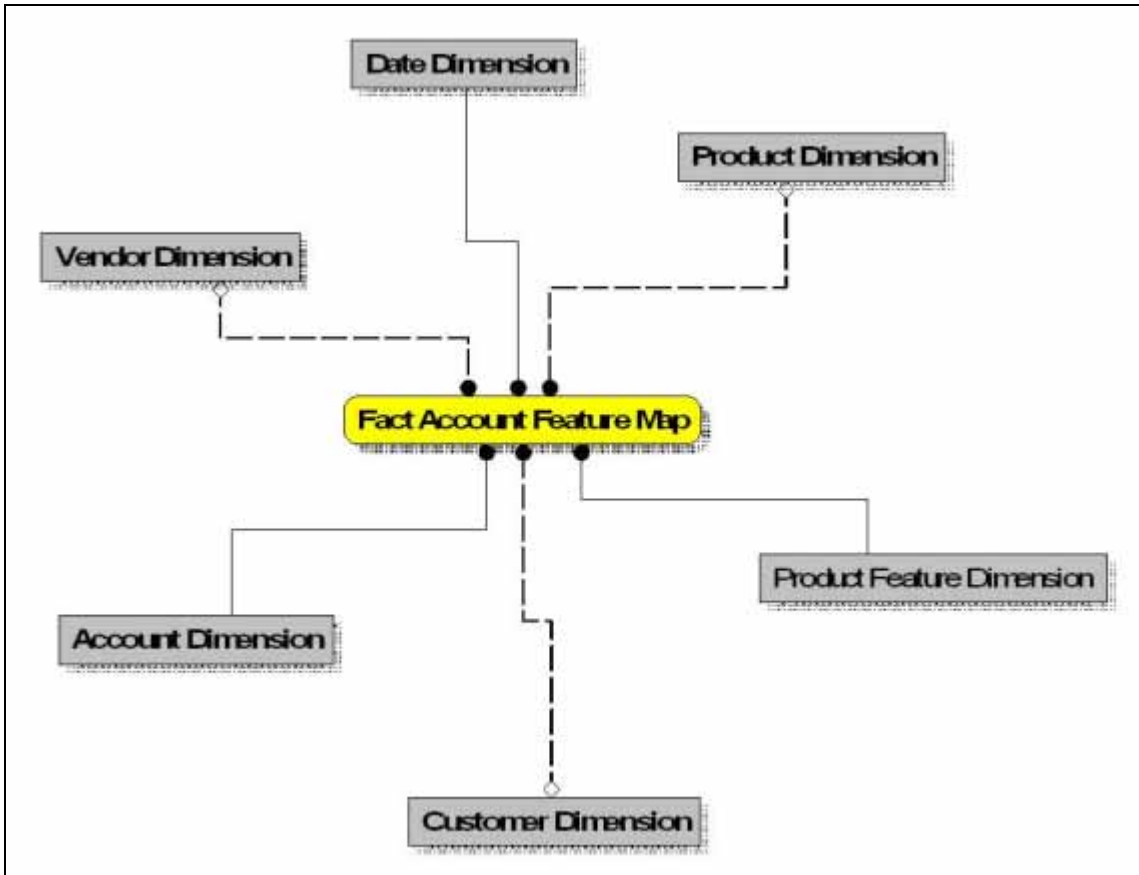 Date Dimension
Product Dimension
Vendor Dimension
Fact Account Feature Map
Product Feature Dimension
Account Dimension
Customer Dimension